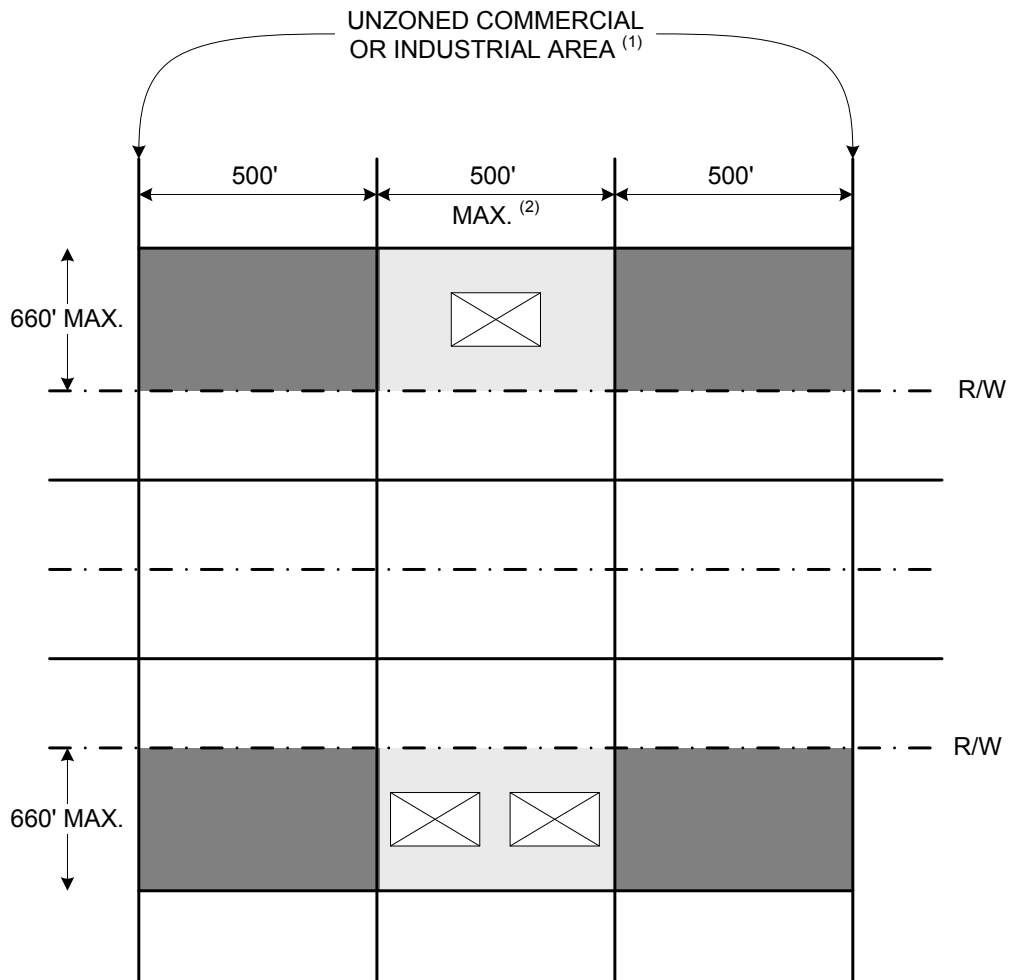 UNZONED COMMERCIAL
OR INDUSTRIAL AREA (1)
500' 500' 500'
MAX. (2)
660' MAX.
R/W
R/W
660' MAX.